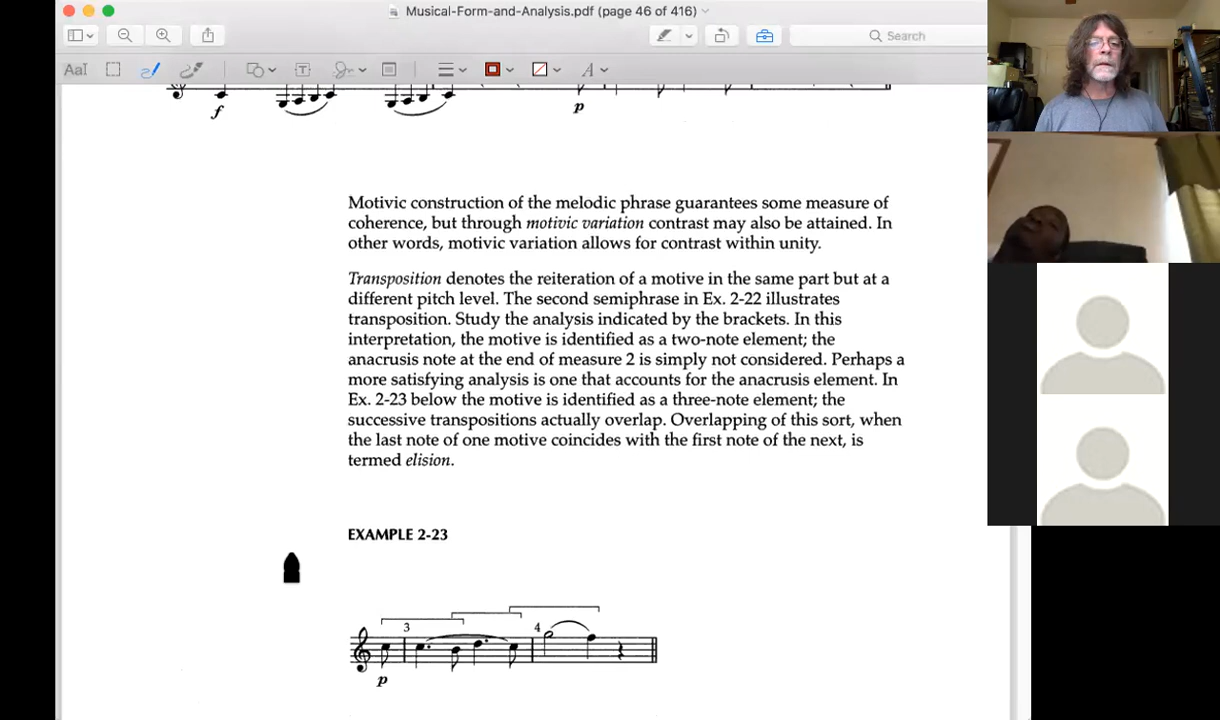 Musical-Form-and-Analysis.pdf (page 46 of 416)
Search
AaI
T
A
f
p
Motivic construction of the melodic phrase guarantees some measure of
coherence, but through motivic variation contrast may also be attained. In
other words, motivic variation allows for contrast within unity.
Transposition denotes the reiteration of a motive in the same part but at a
different pitch level. The second semiphrase in Ex. 2-22 illustrates
transposition. Study the analysis indicated by the brackets. In this
interpretation, the motive is identified as a two-note element; the
anacrusis note at the end of measure 2 is simply not considered. Perhaps a
more satisfying analysis is one that accounts for the anacrusis element. In
Ex. 2-23 below the motive is identified as a three-note element; the
successive transpositions actually overlap. Overlapping of this sort, when
the last note of one motive coincides with the first note of the next, is
termed elision.
EXAMPLE 2-23
3 4
p